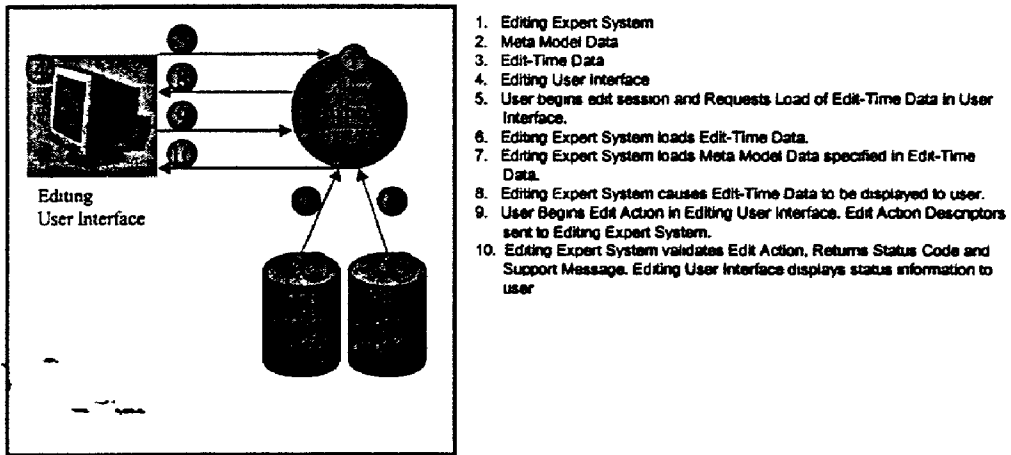 Editing
User Interface
1. Editing Expert System
2. Meta Model Data
3. Edit-Time Data
4. Editing User Interface
5. User begins edit session and Requests Load of Edit-Time Data in User
Interface.
6. Editing Expert System loads Edit-Time Data.
7. Editing Expert System loads Meta Model Data specified in Edit-Time
Data.
8. Editing Expert System causes Edit-Time Data to be displayed to user.
9. User Begins Edit Action in Editing User Interface. Edit Action Descriptors
sent to Editing Expert System.
10. Editing Expert System validates Edit Action, Returns Status Code and
Support Message. Editing User Interface displays status information to
user